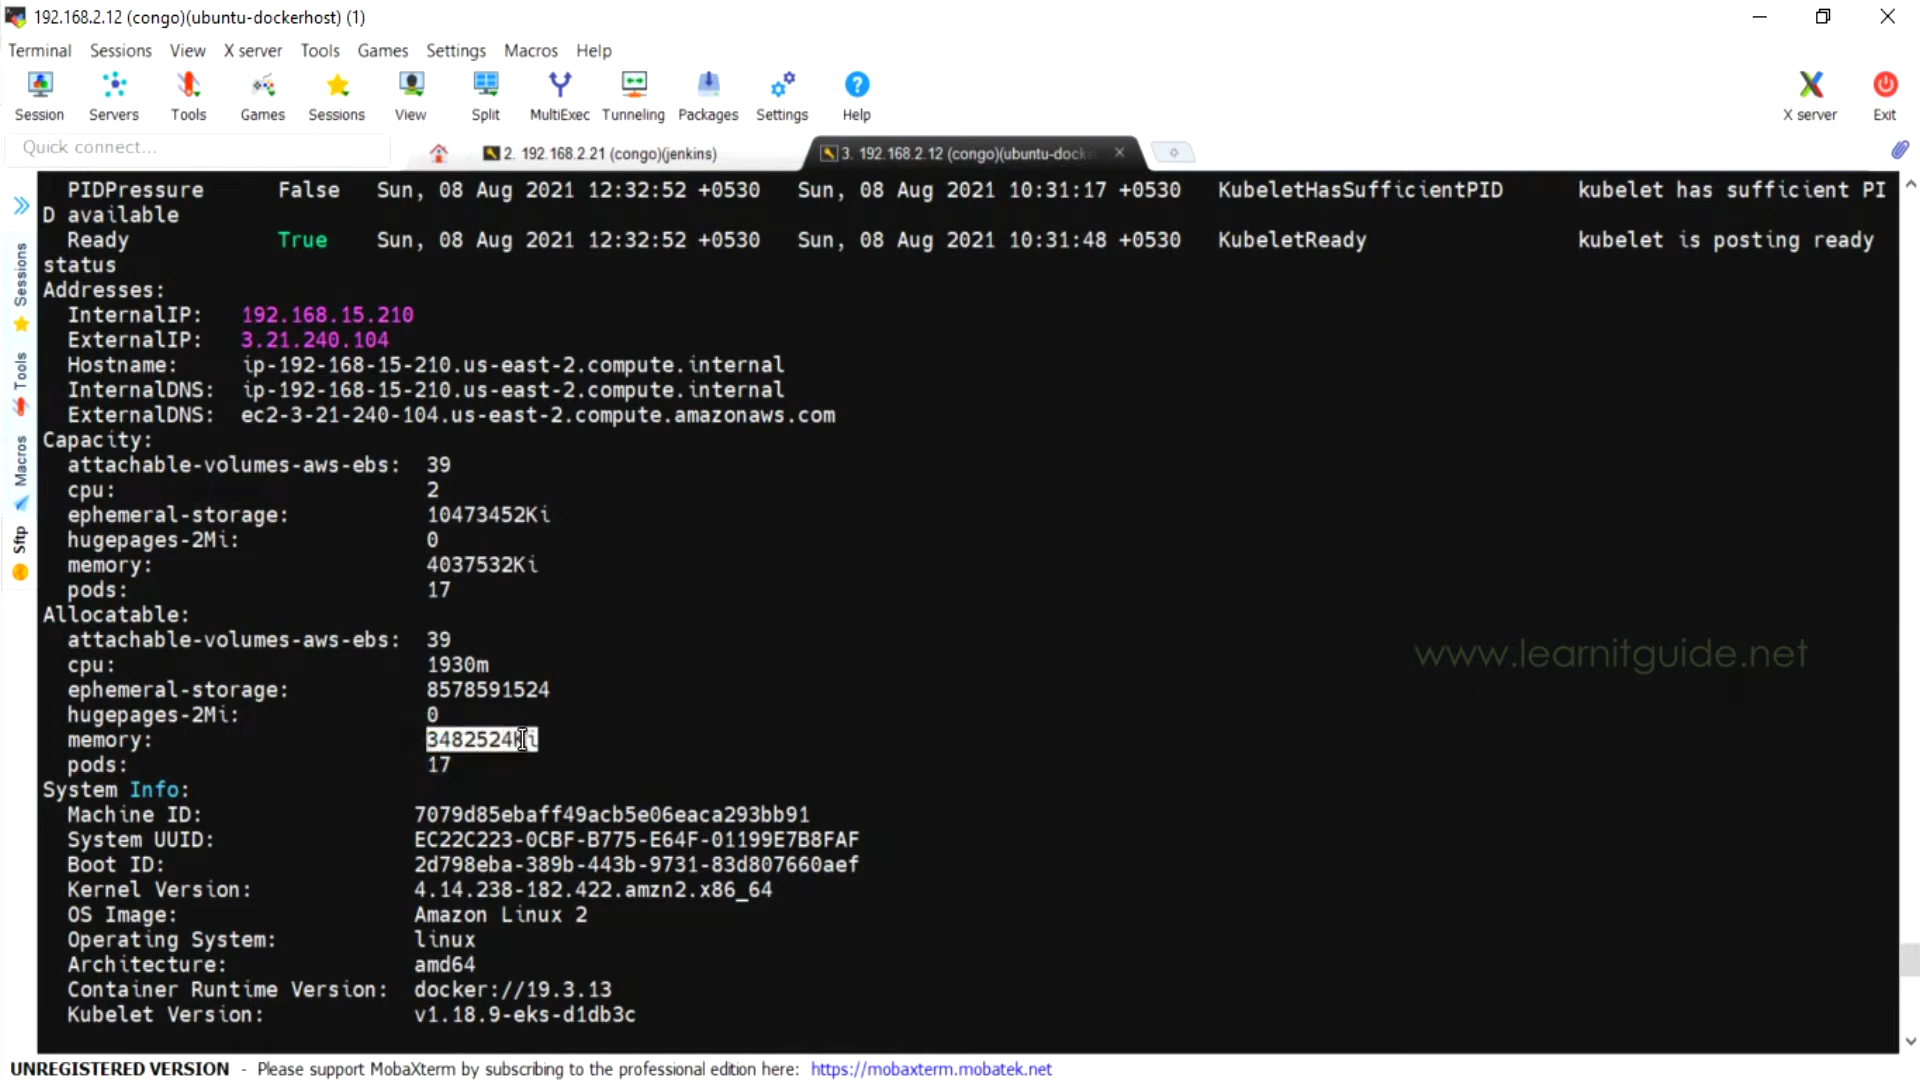 192.168.2.12 (congo)(ubuntu-dockerhost) (1)
Terminal Sessions View X server Tools Games Settings Macros Help
Session Servers Tools Games Sessions View Split MultiExec Tunneling Packages Settings Help X server Exit
Quick connect...
2. 192.168.2.21 (congo)(jenkins)
3. 192.168.2.12 (congo)(ubuntu-dock
Sessions
Tools
Macros
Sftp
PIDPressure False Sun, 08 Aug 2021 12:32:52 +0530 Sun, 08 Aug 2021 10:31:17 +0530 KubeletHasSufficientPID kubelet has sufficient PI
D available
Ready True Sun, 08 Aug 2021 12:32:52 +0530 Sun, 08 Aug 2021 10:31:48 +0530 KubeletReady kubelet is posting ready
status
Addresses:
InternalIP: 192.168.15.210
ExternalIP: 3.21.240.104
Hostname: ip-192-168-15-210.us-east-2.compute.internal
InternalDNS: ip-192-168-15-210.us-east-2.compute.internal
ExternalDNS: ec2-3-21-240-104.us-east-2.compute.amazonaws.com
Capacity:
attachable-volumes-aws-ebs: 39
cpu: 2
ephemeral-storage: 10473452Ki
hugepages-2Mi: 0
memory: 4037532Ki
pods: 17
Allocatable:
attachable-volumes-aws-ebs: 39
cpu: 1930m
ephemeral-storage: 8578591524
hugepages-2Mi: 0
memory: 3482524Ki
pods: 17
System Info:
Machine ID: 7079d85ebaff49acb5e06eaca293bb91
System UUID: EC22C223-0CBF-B775-E64F-01199E7B8FAF
Boot ID: 2d798eba-389b-443b-9731-83d807660aef
Kernel Version: 4.14.238-182.422.amzn2.x86_64
OS Image: Amazon Linux 2
Operating System: linux
Architecture: amd64
Container Runtime Version: docker://19.3.13
Kubelet Version: v1.18.9-eks-d1db3c
www.learnitguide.net
UNREGISTERED VERSION - Please support MobaXterm by subscribing to the professional edition here: https://mobaxterm.mobatek.net